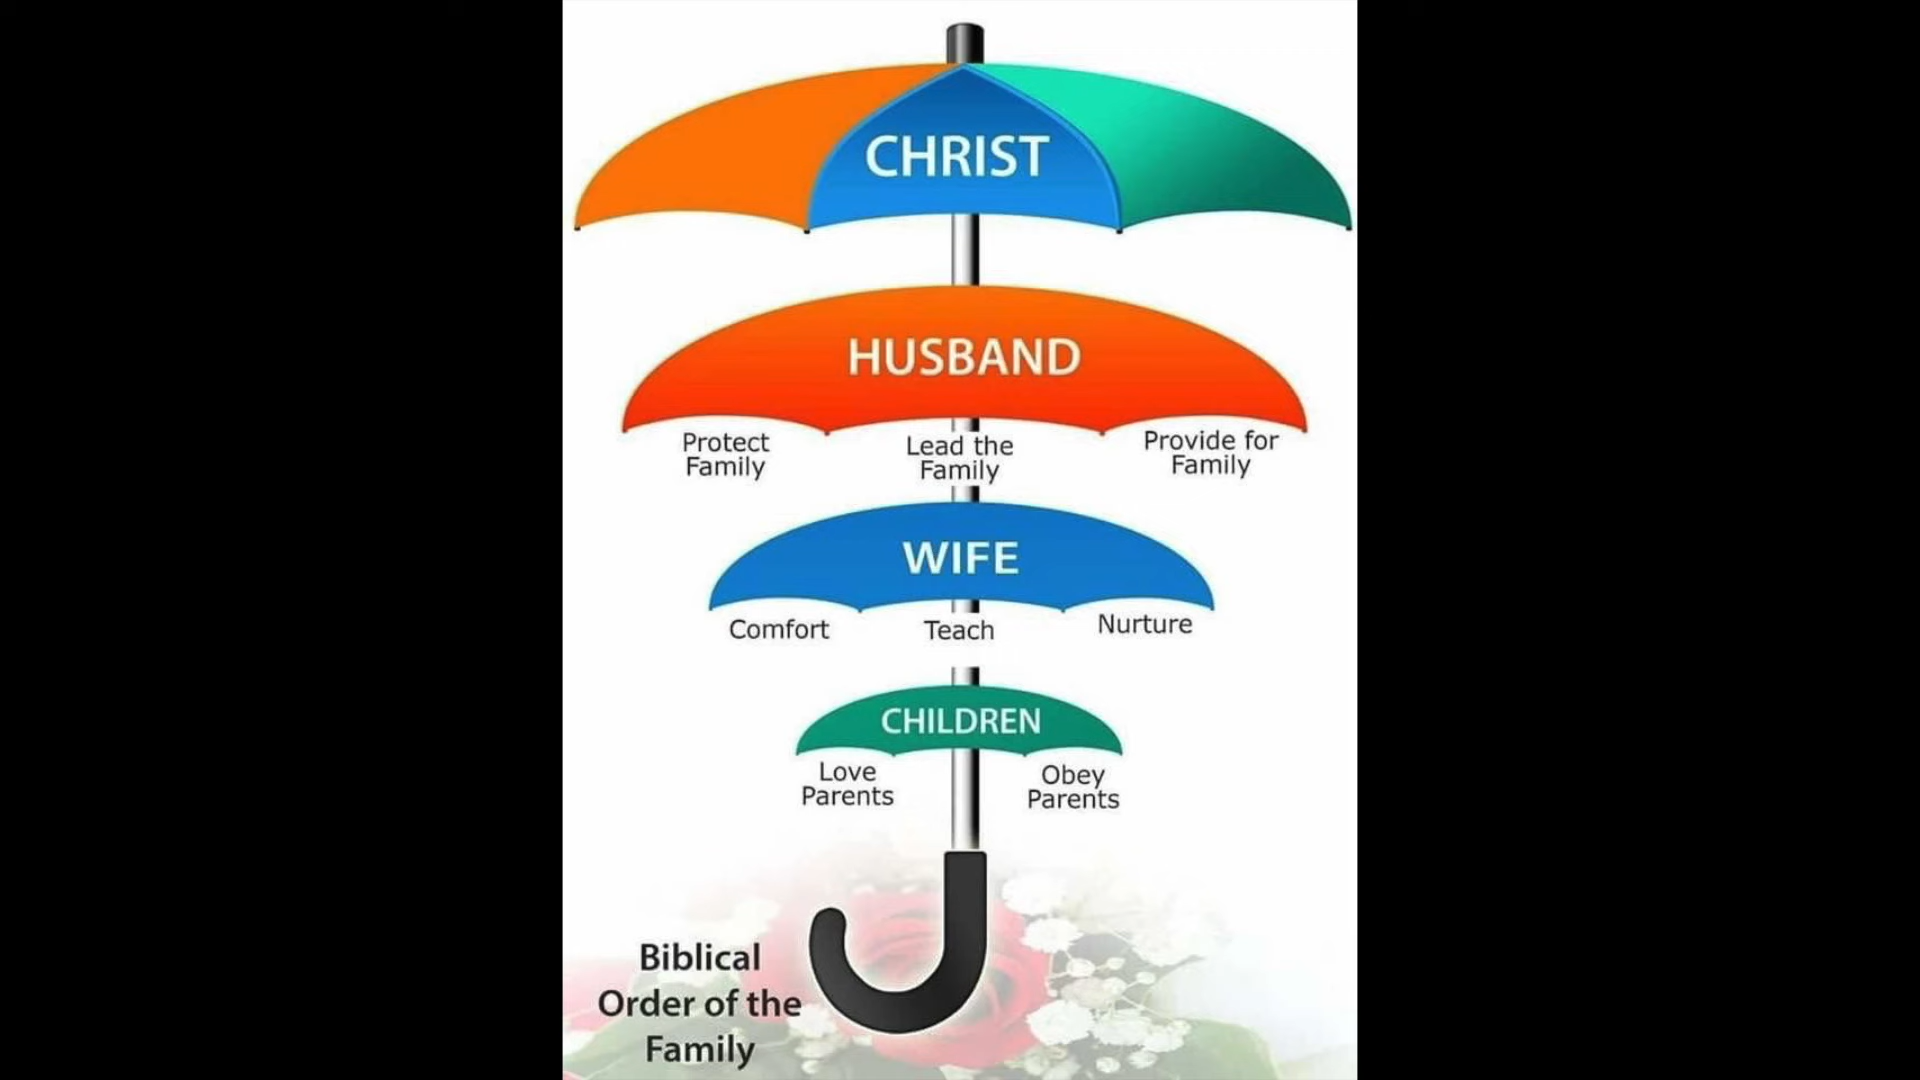 CHRIST
HUSBAND
Protect
Family
Lead the
Family
Provide for
Family
WIFE
Comfort
Teach
Nurture
CHILDREN
Love
Parents
Obey
Parents
Biblical
Order of the
Family